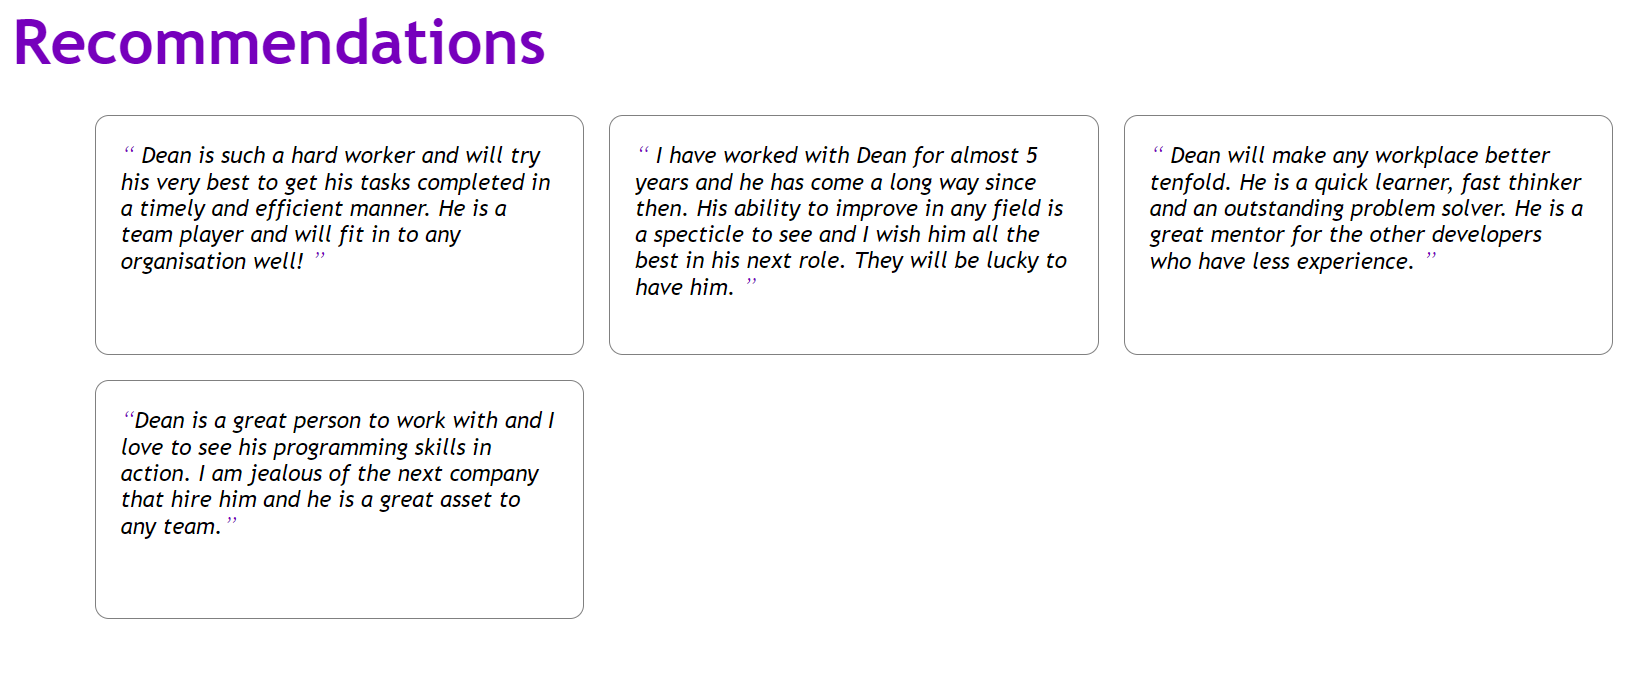 Recommendations
“ Dean is such a hard worker and will try
his very best to get his tasks completed in
a timely and efficient manner. He is a
team player and will fit in to any
organisation well! ”
“ I have worked with Dean for almost 5
years and he has come a long way since
then. His ability to improve in any field is
a specticle to see and I wish him all the
best in his next role. They will be lucky to
have him. ”
“ Dean will make any workplace better
tenfold. He is a quick learner, fast thinker
and an outstanding problem solver. He is a
great mentor for the other developers
who have less experience. ”
“Dean is a great person to work with and I
love to see his programming skills in
action. I am jealous of the next company
that hire him and he is a great asset to
any team.”